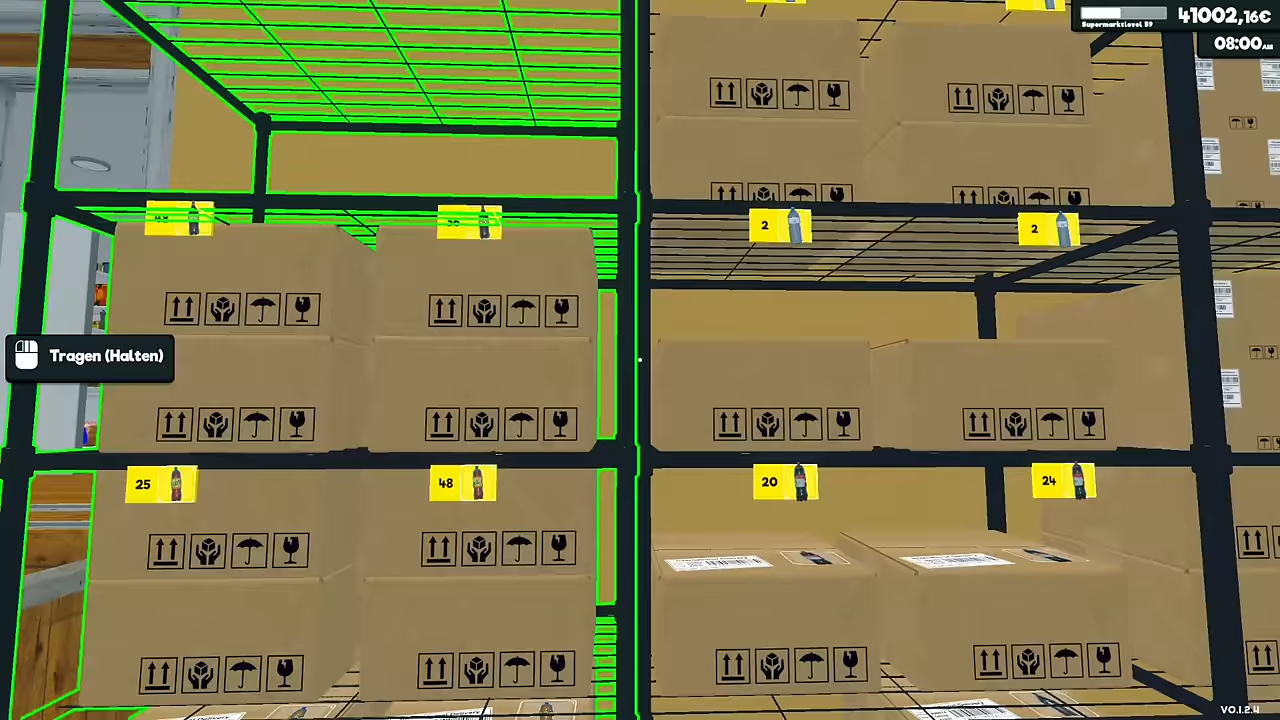 41002,16€
Supermarktlevel 59
08:00AM
2
2
Tragen (Halten)
25
48
20
24
V0.1.2.4